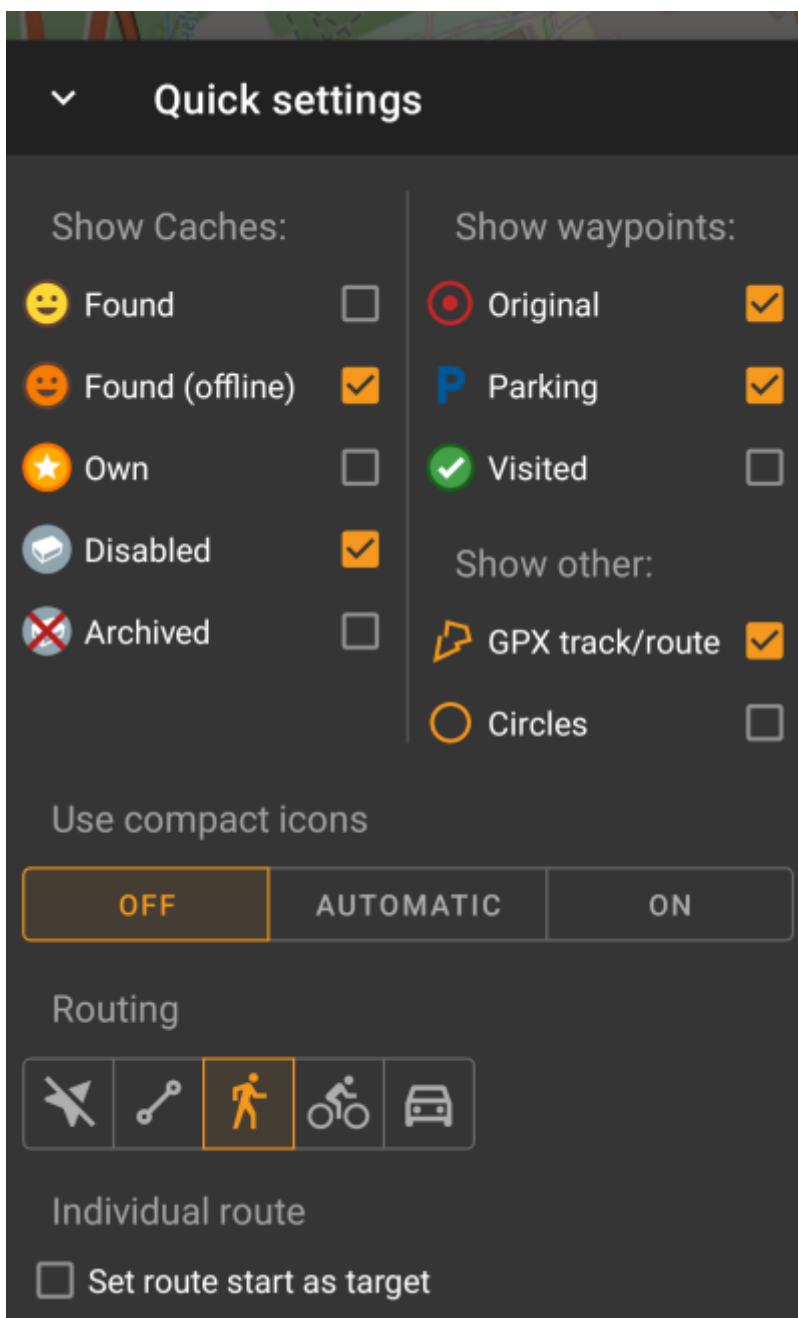 Quick settings
Show Caches:
Found
Found (offline)
Own
Disabled
Archived
Show waypoints:
Original
P Parking
Visited
Show other:
GPX track/route
Circles
Use compact icons
OFF AUTOMATIC ON
Routing
Individual route
Set route start as target